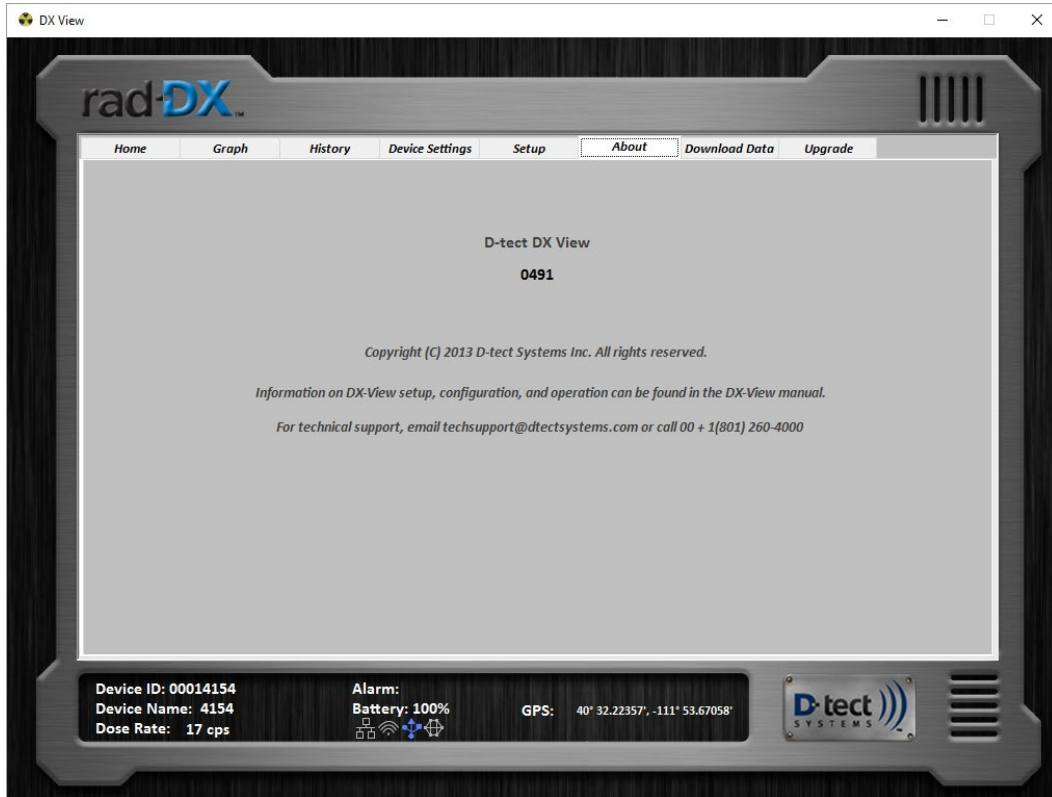 DX View
rad-DX™
Home Graph History Device Settings Setup About Download Data Upgrade
D-tect DX View
0491
Copyright (C) 2013 D-tect Systems Inc. All rights reserved.
Information on DX-View setup, configuration, and operation can be found in the DX-View manual.
For technical support, email techsupport@dtectsystems.com or call 00 + 1(801) 260-4000
Device ID: 00014154
Device Name: 4154
Dose Rate: 17 cps
Alarm:
Battery: 100%
GPS: 40° 32.22357', -111° 53.67058'
D-tect
SYSTEMS™